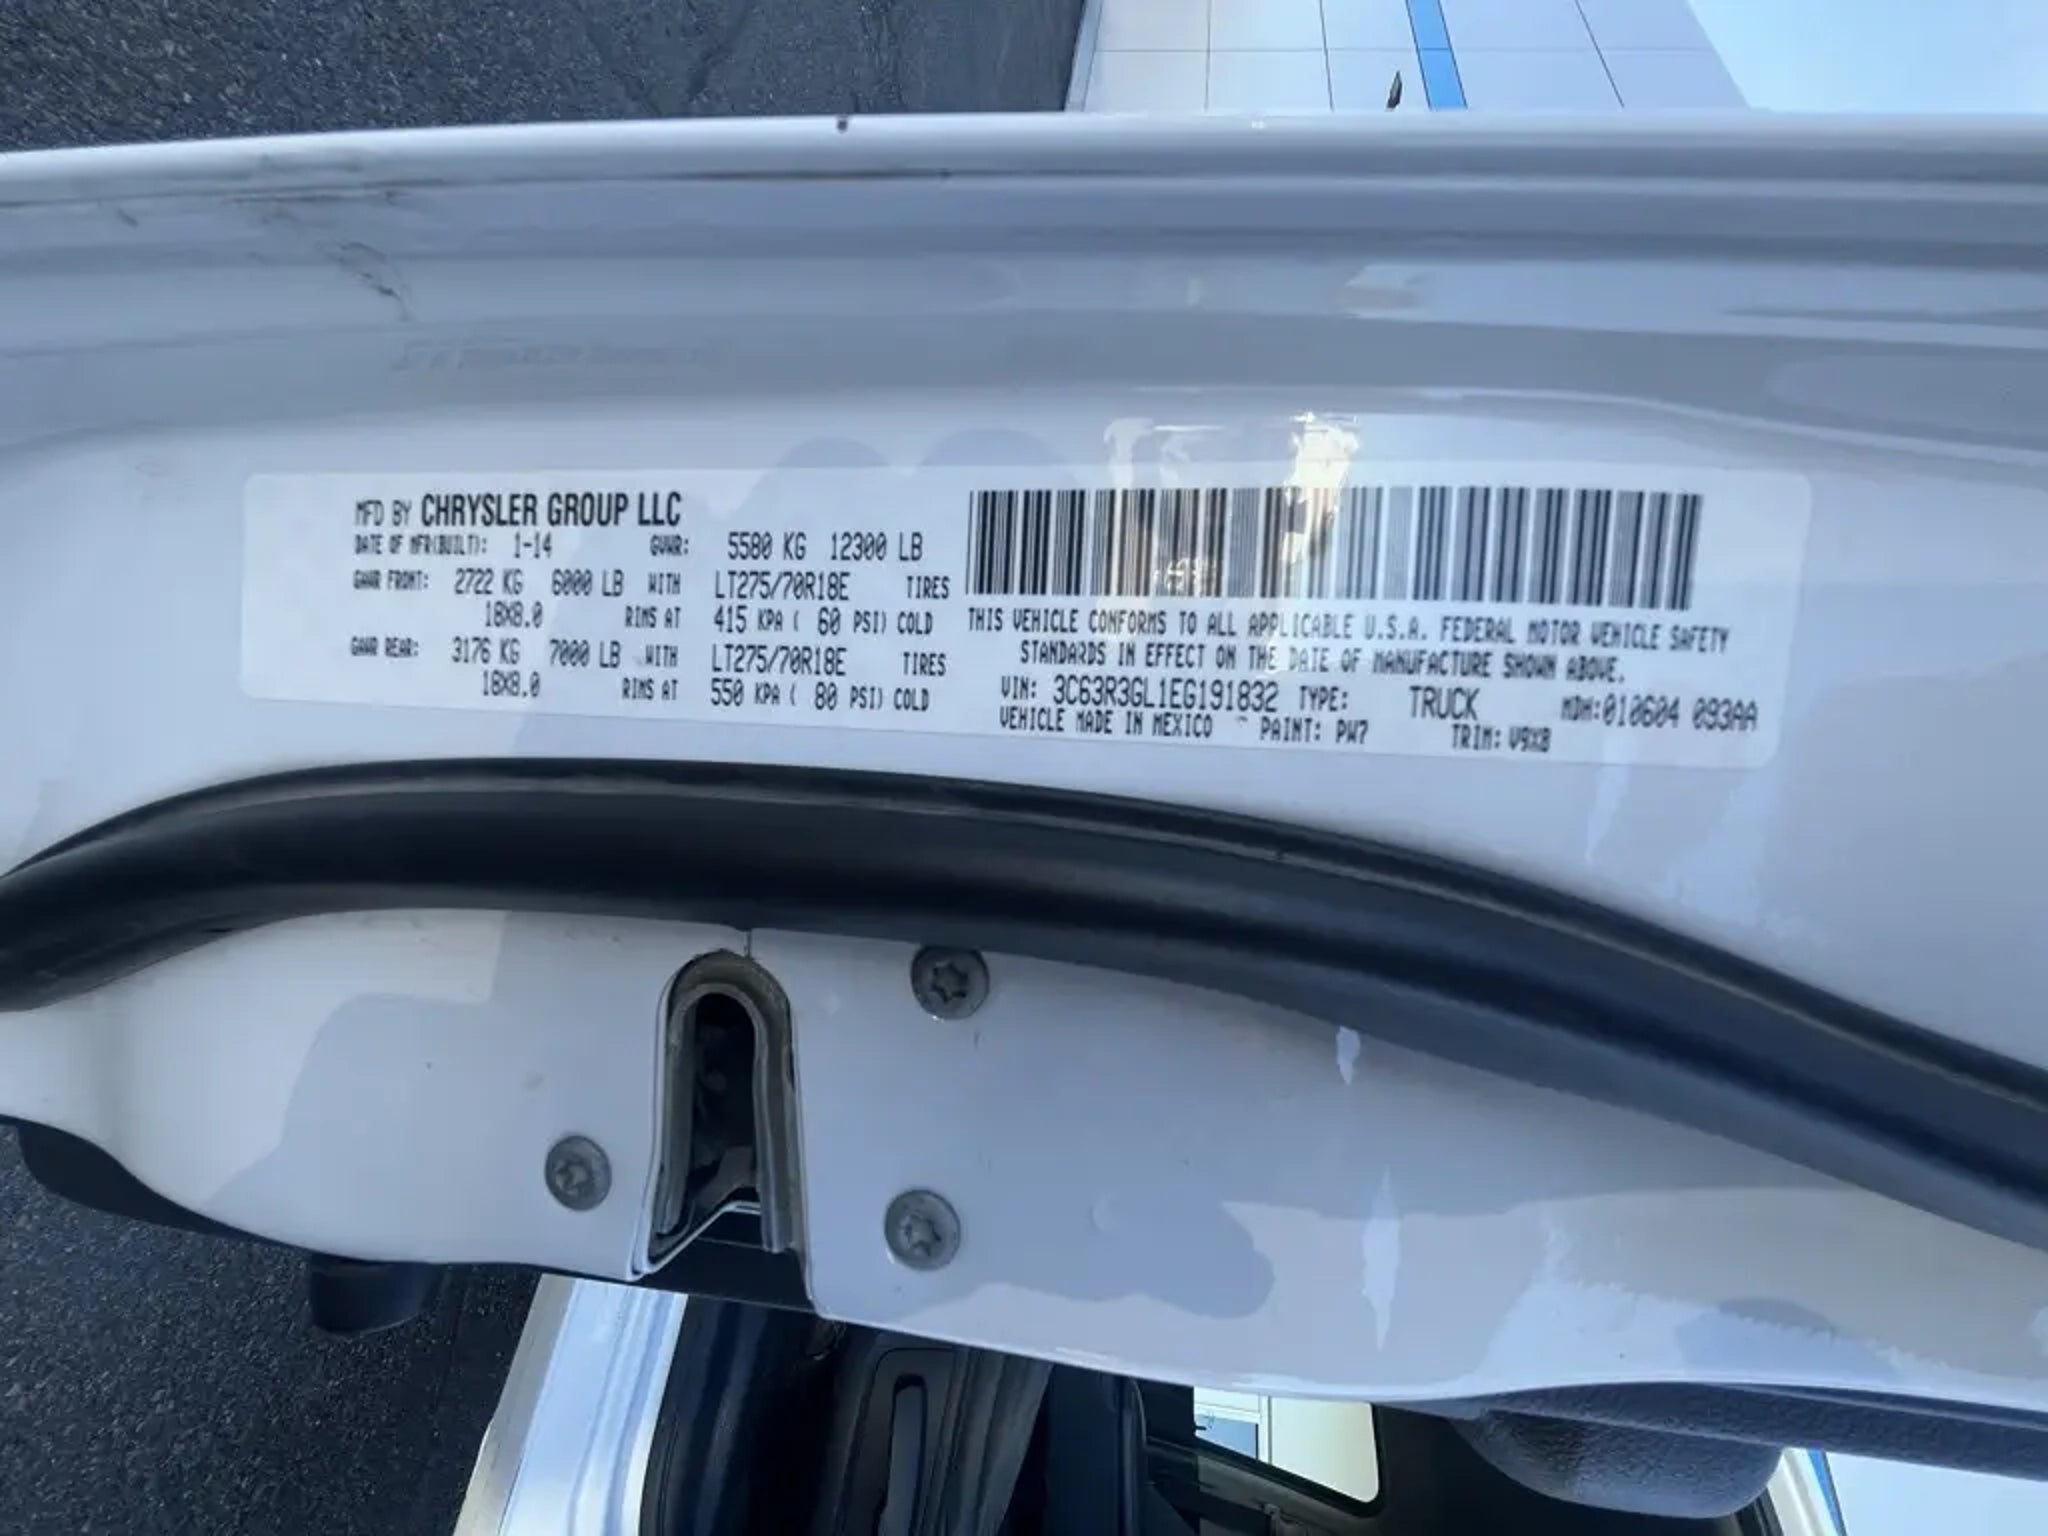 MFD BY CHRYSLER GROUP LLC
DATE OF MFR(BUILT): 1-14 GVWR: 5580 KG 12300 LB
GAWR FRONT: 2722 KG 6000 LB WITH LT275/70R18E TIRES
18X8.0 RIMS AT 415 KPA ( 60 PSI) COLD
GAWR REAR: 3176 KG 7000 LB WITH LT275/70R18E TIRES
18X8.0 RIMS AT 550 KPA ( 80 PSI) COLD
THIS VEHICLE CONFORMS TO ALL APPLICABLE U.S.A. FEDERAL MOTOR VEHICLE SAFETY
STANDARDS IN EFFECT ON THE DATE OF MANUFACTURE SHOWN ABOVE.
VIN: 3C63R3GL1EG191832 TYPE: TRUCK MDH:010604 093AA
VEHICLE MADE IN MEXICO PAINT: PW7 TRIM: V9X8